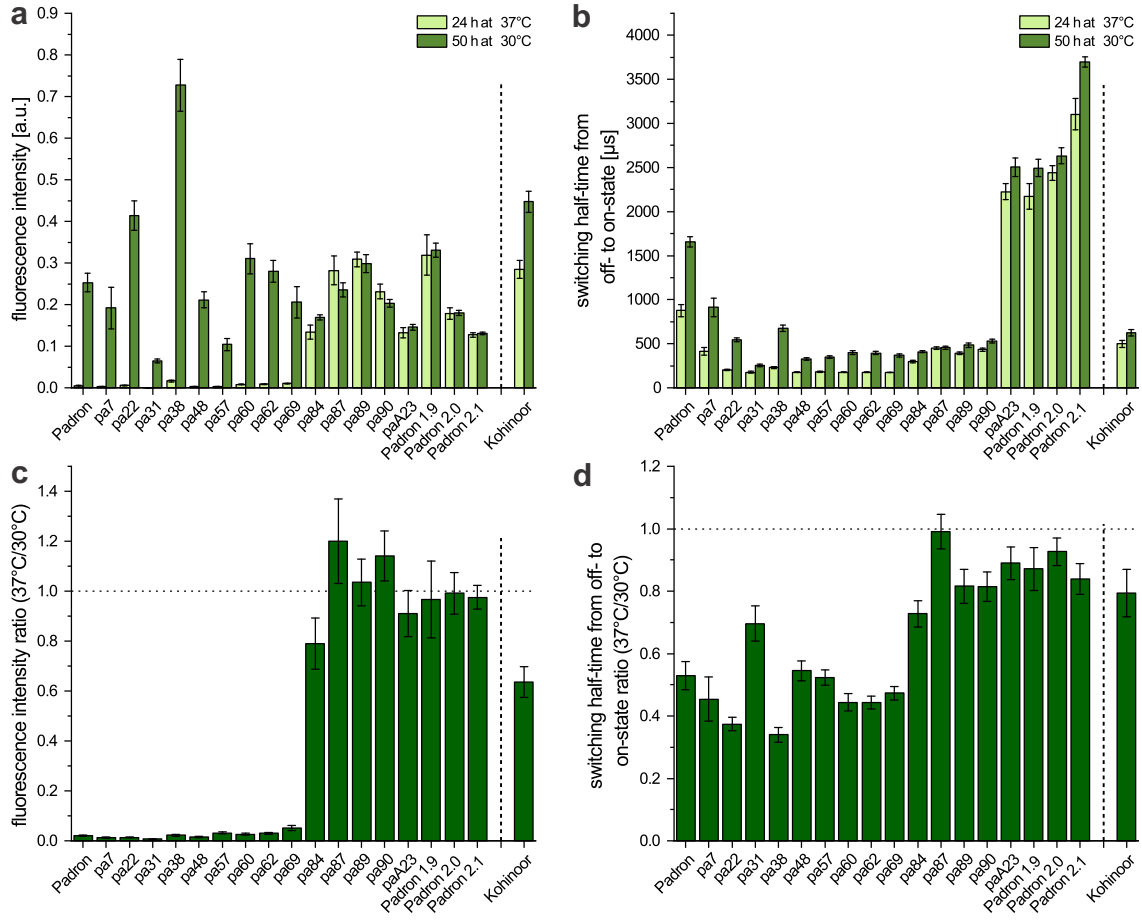 a
24 h at 37°C
50 h at 30°C
fluorescence intensity [a.u.]
0.9
0.8
0.7
0.6
0.5
0.4
0.3
0.2
0.1
0.0
Padron
pa7
pa22
pa31
pa38
pa48
pa57
pa60
pa62
pa69
pa84
pa87
pa89
pa90
paA23
Padron 1.9
Padron 2.0
Padron 2.1
Kohinoor
b
24 h at 37°C
50 h at 30°C
switching half-time from
off- to on-state [µs]
4000
3500
3000
2500
2000
1500
1000
500
0
Padron
pa7
pa22
pa31
pa38
pa48
pa57
pa60
pa62
pa69
pa84
pa87
pa89
pa90
paA23
Padron 1.9
Padron 2.0
Padron 2.1
Kohinoor
c
fluorescence intensity ratio (37°C/30°C)
1.4
1.2
1.0
0.8
0.6
0.4
0.2
0.0
Padron
pa7
pa22
pa31
pa38
pa48
pa57
pa60
pa62
pa69
pa84
pa87
pa89
pa90
paA23
Padron 1.9
Padron 2.0
Padron 2.1
Kohinoor
d
switching half-time from off- to
on-state ratio (37°C/30°C)
1.2
1.0
0.8
0.6
0.4
0.2
0.0
Padron
pa7
pa22
pa31
pa38
pa48
pa57
pa60
pa62
pa69
pa84
pa87
pa89
pa90
paA23
Padron 1.9
Padron 2.0
Padron 2.1
Kohinoor